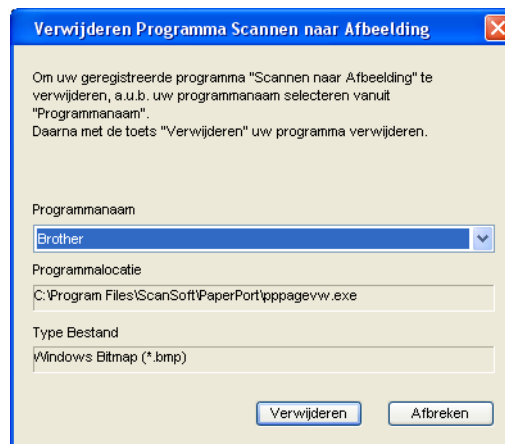 Verwijderen Programma Scannen naar Afbeelding
Om uw geregistreerde programma "Scannen naar Afbeelding" te
verwijderen, a.u.b. uw programmanaam selecteren vanuit
"Programmanaam".
Daarna met de toets "Verwijderen" uw programma verwijderen.
Programmanaam
Brother
Programmalocatie
C:\Program Files\ScanSoft\PaperPort\pppagevw.exe
Type Bestand
Windows Bitmap (*.bmp)
Verwijderen
Afbreken